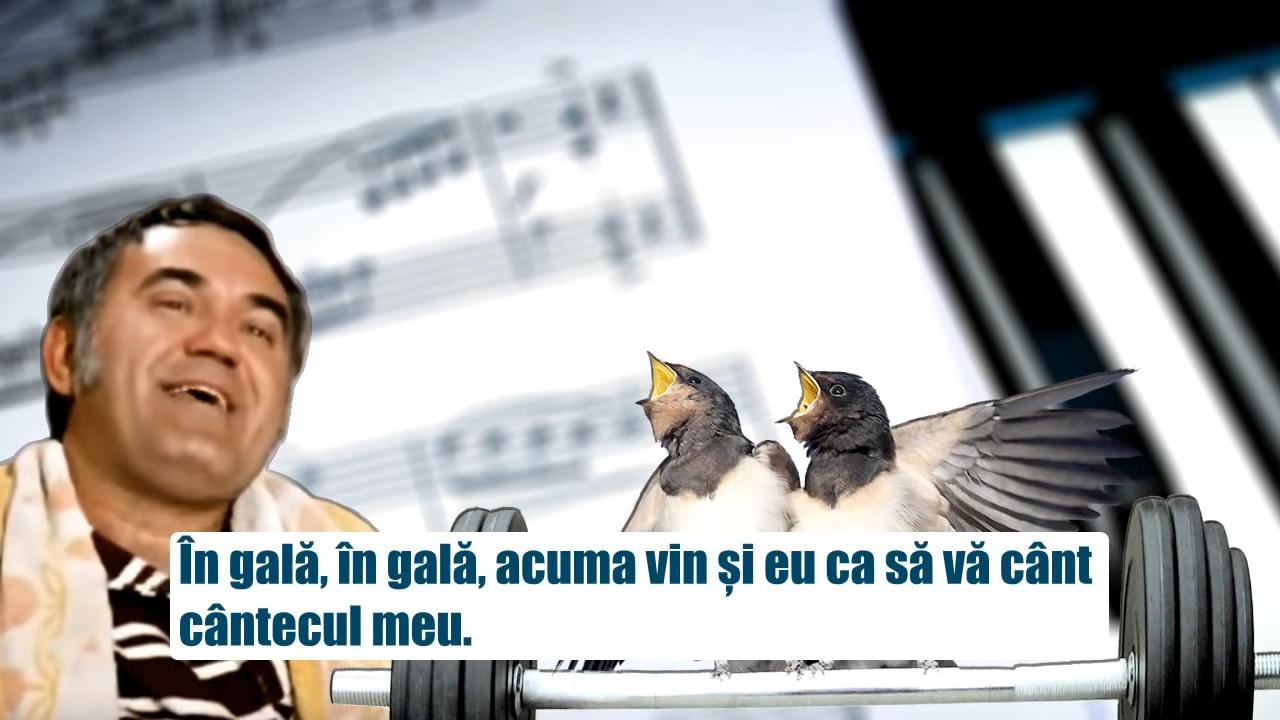 În gală, în gală, acuma vin și eu ca să vă cânt
cântecul meu.